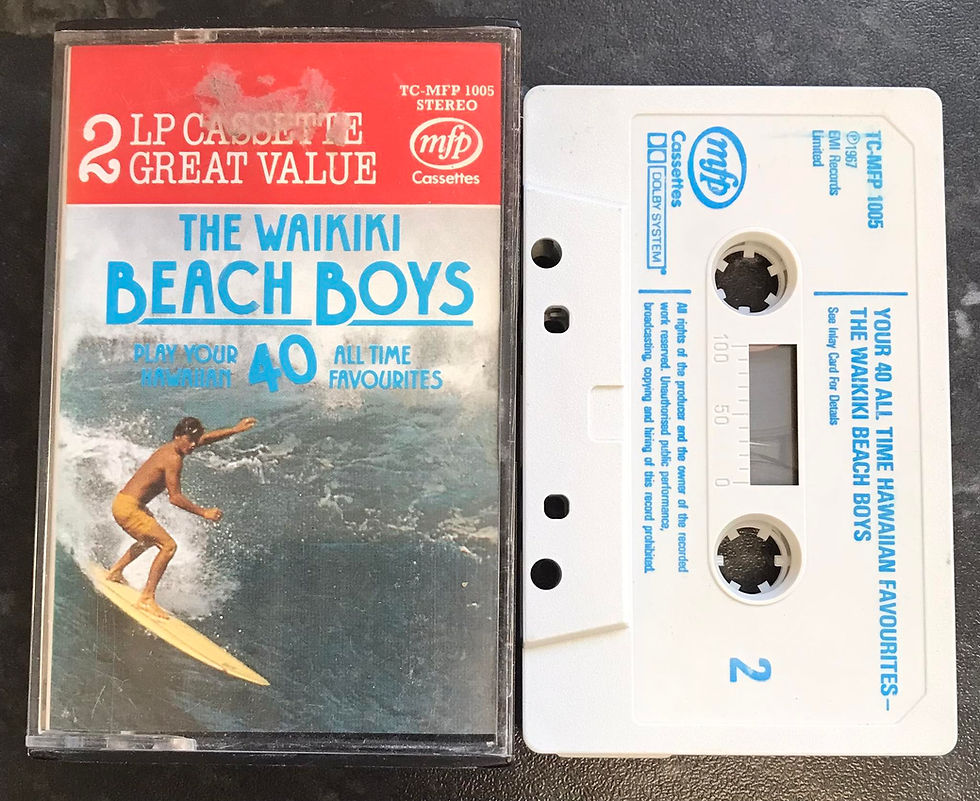 2 LP CASSETTE
GREAT VALUE
TC-MFP 1005
STEREO
mfp
Cassettes
THE WAIKIKI
BEACH BOYS
PLAY YOUR 40 ALL TIME
HAWAIIAN FAVOURITES
TC-MFP 1005
℗1967
EMI Records
Limited
mfp
Cassettes
DOLBY SYSTEM
YOUR 40 ALL TIME HAWAIIAN FAVOURITES–
THE WAIKIKI BEACH BOYS
See Inlay Card For Details
All rights of the producer and the owner of the recorded
work reserved. Unauthorised public performance,
broadcasting, copying and hiring of this record prohibited.
100 50 0
2